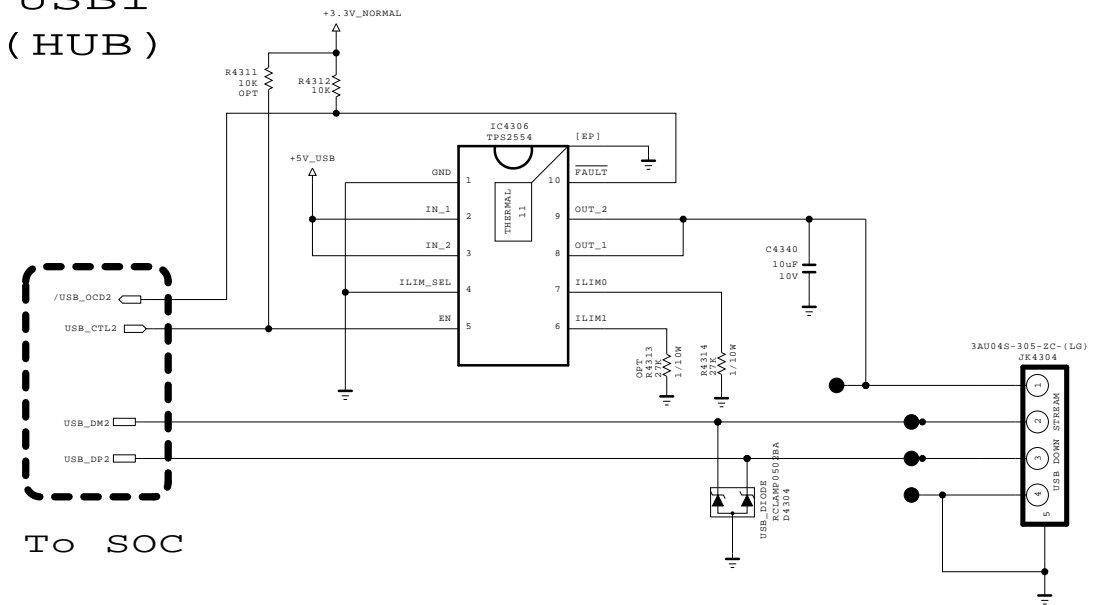 USB1
(HUB)
+3.3V_NORMAL
R4311
10K
OPT
R4312
10K
IC4306
TPS2554
[EP]
+5V_USB
GND
1
10
FAULT
IN_1
2
9
OUT_2
IN_2
3
8
OUT_1
ILIM_SEL
4
7
ILIM0
EN
5
6
ILIM1
THERMAL
11
C4340
10uF
10V
/USB_OCD2
USB_CTL2
USB_DM2
USB_DP2
To SOC
OPT
R4313
27K
1/10W
R4314
27K
1/10W
3AU04S-305-ZC-(LG)
JK4304
1
2
3
4
5
USB DOWN STREAM
USB_DIODE
RCLAMP0502BA
D4304